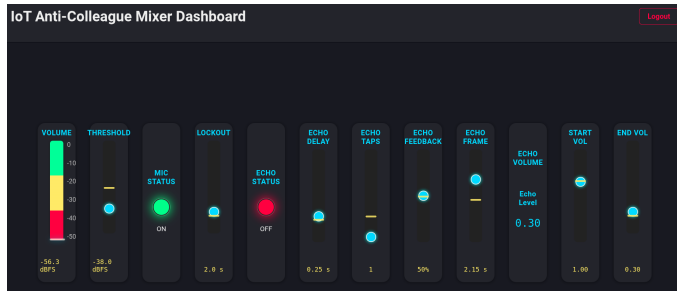 IoT Anti-Colleague Mixer Dashboard
Logout
VOLUME
0
-10
-20
-30
-40
-50
-56.3
dBFS
THRESHOLD
-38.0
dBFS
MIC
STATUS
ON
LOCKOUT
2.0 s
ECHO
STATUS
OFF
ECHO
DELAY
0.25 s
ECHO
TAPS
1
ECHO
FEEDBACK
50%
ECHO
FRAME
2.15 s
ECHO
VOLUME
Echo
Level
0.30
START
VOL
1.00
END VOL
0.30